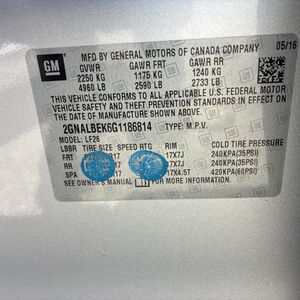 GM
MFD BY GENERAL MOTORS OF CANADA COMPANY 05/16
GVWR GAWR FRT GAWR RR
2250 KG 1175 KG 1240 KG
4960 LB 2590 LB 2733 LB
THIS VEHICLE CONFORMS TO ALL APPLICABLE U.S. FEDERAL MOTOR
VEHICLE SAFETY AND THEFT PREVENTION STANDARDS IN EFFECT ON THE
DATE OF MANUFACTURE SHOWN ABOVE.
2GNALBEK6G1186814 TYPE: M.P.V.
MODEL: LF26
TIRE SIZE SPEED RTG RIM COLD TIRE PRESSURE
FRT 17X7J 240KPA(35PSI)
RR 17X7J 240KPA(35PSI)
SPA 17X4.5T 420KPA(60PSI)
SEE OWNER'S MANUAL FOR MORE INFORMATION